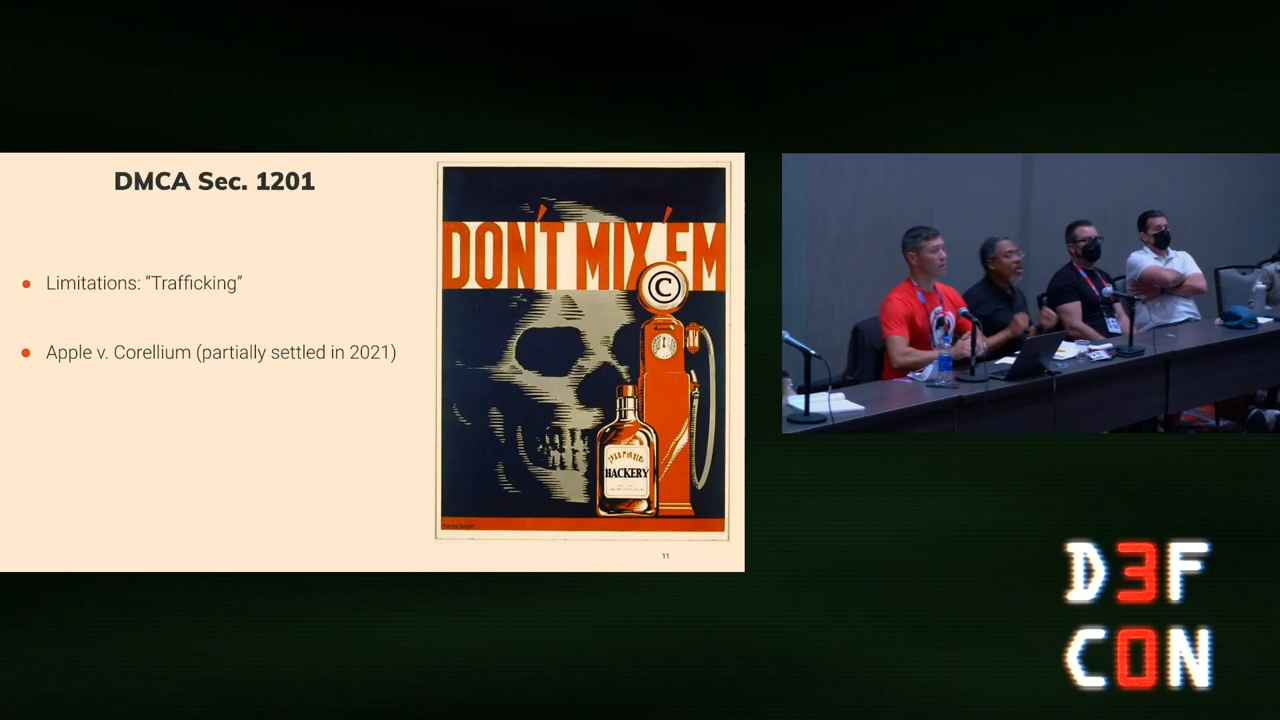 DMCA Sec. 1201
Limitations: “Trafficking”
Apple v. Corellium (partially settled in 2021)
DON'T MIX 'EM
©
HACKERY
11
D3F
CON